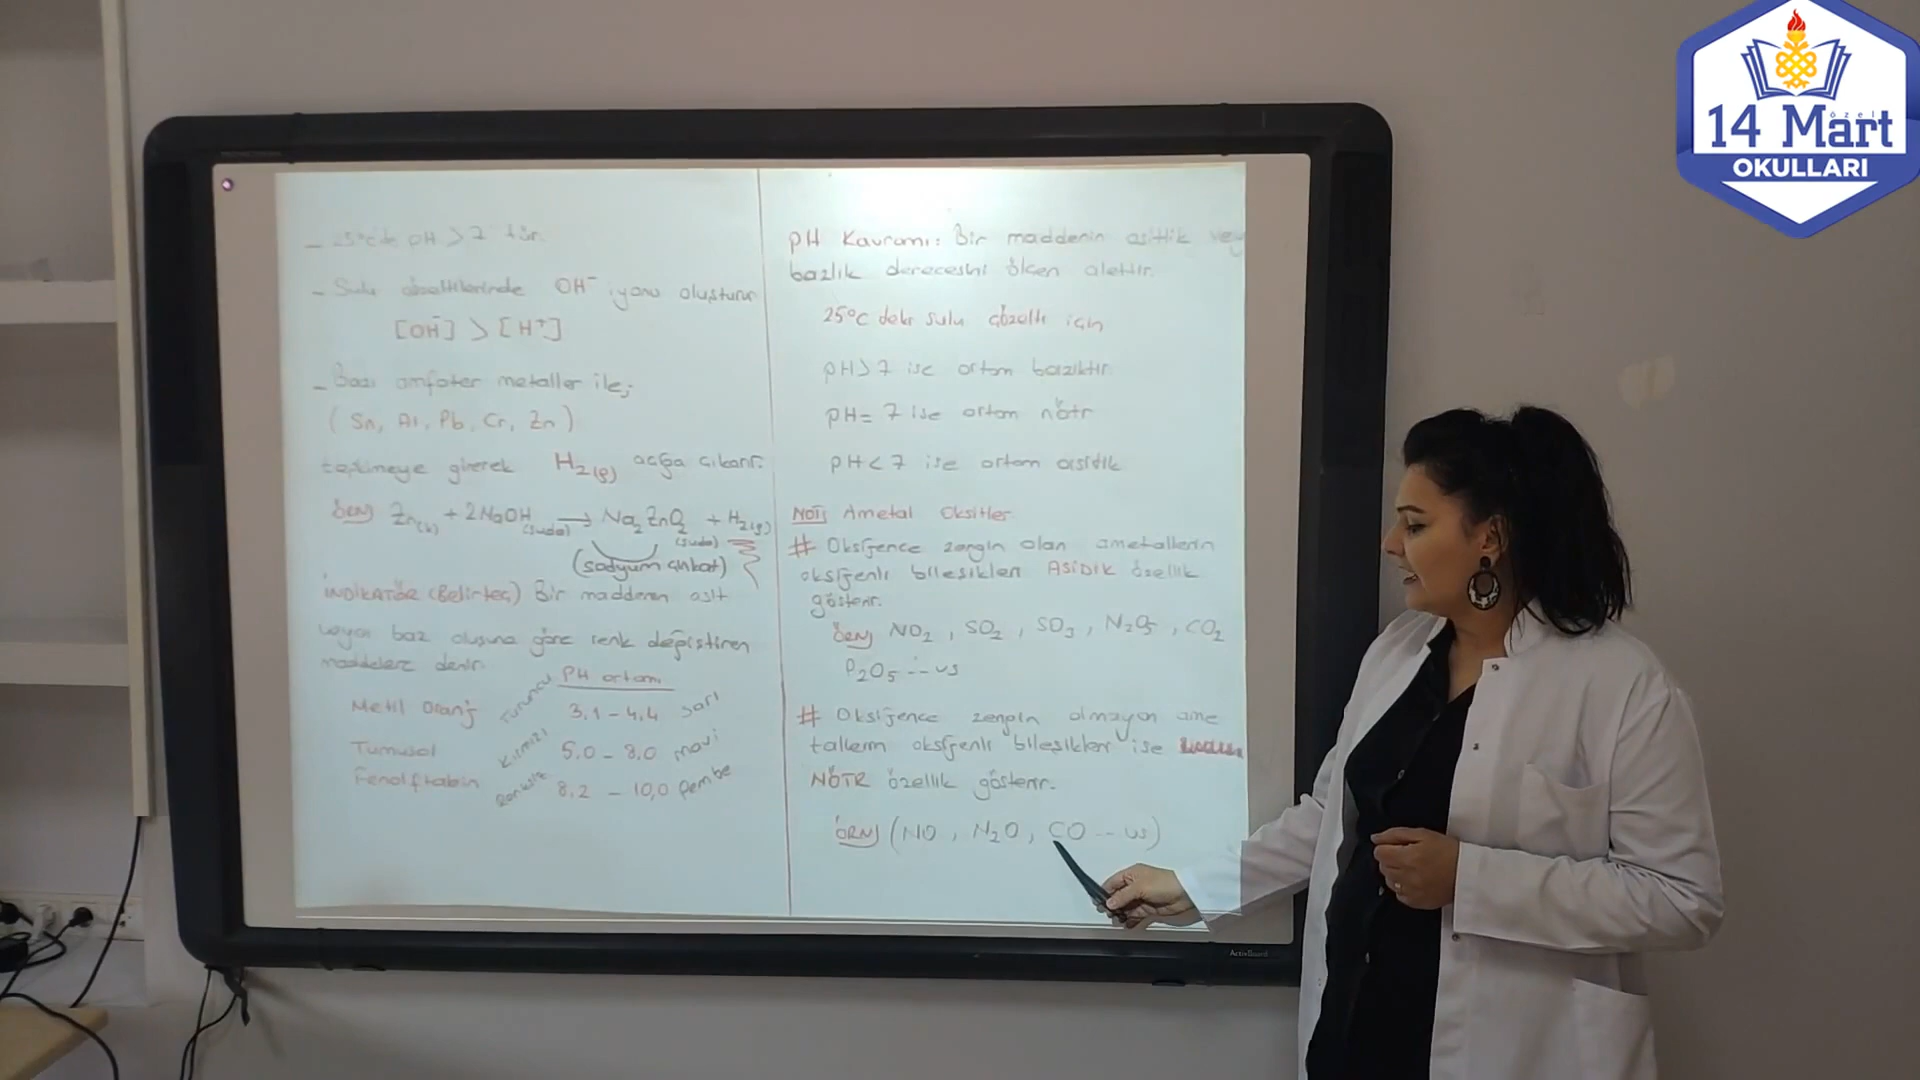 - 25°C'de pH > 7 'dir.
- Sulu çözeltilerinde OH⁻ iyonu oluşturur
[OH⁻] > [H⁺]
- Bazı amfoter metaller ile;
(Sn, Al, Pb, Cr, Zn)
tepkimeye girerek H₂(g) açığa çıkarır.
ÖRN) Zn(k) + 2NaOH(suda) → Na₂ZnO₂(suda) + H₂(g)
(sodyum çinkat)
İNDİKATÖR (Belirteç) Bir maddenin asit
veya baz oluşuna göre renk değiştiren
maddelere denir.
PH ortamı
Metil Oranj Turuncu 3,1 - 4,4 sarı
Turnusol Kırmızı 5,0 - 8,0 mavi
Fenolftalein Renksiz 8,2 - 10,0 pembe
pH Kavramı: Bir maddenin asitlik vey
bazlık derecesini ölçen alettir.
25°C deki sulu çözelti için
pH > 7 ise ortam baziktir.
pH = 7 ise ortam nötr
pH < 7 ise ortam asidik
NOT) Ametal Oksitler
# Oksijence zengin olan ametallerin
oksijenli bileşikleri ASİDİK özellik
gösterir.
ÖRN) NO₂, SO₂, SO₃, N₂O₅, CO₂
P₂O₅ --- vs
# Oksijence zengin olmayan ame
tallerin oksijenli bileşikleri ise
NÖTR özellik gösterir.
ÖRN) (NO, N₂O, CO -- vs)
ActivBoard
özel
14 Mart
OKULLARI